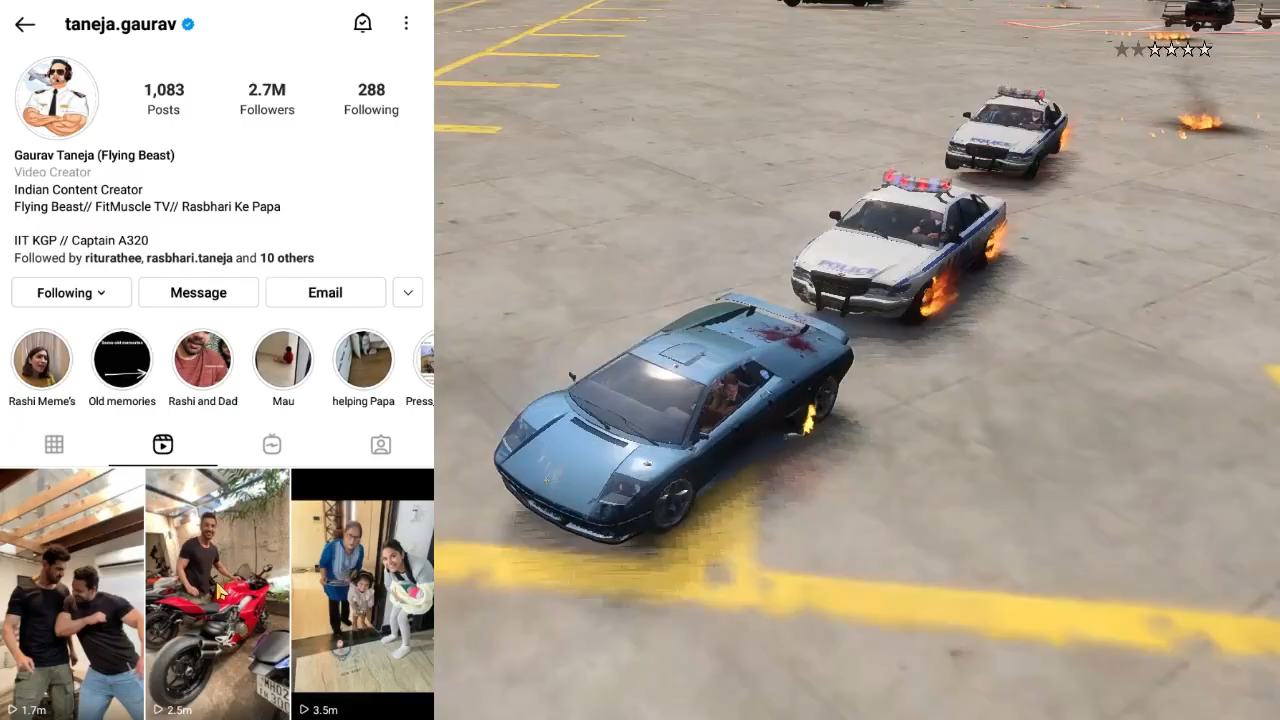 taneja.gaurav
1,083
Posts
2.7M
Followers
288
Following
Gaurav Taneja (Flying Beast)
Video Creator
Indian Content Creator
Flying Beast// FitMuscle TV// Rasbhari Ke Papa
IIT KGP // Captain A320
Followed by riturathee, rasbhari.taneja and 10 others
Following
Message
Email
Rashi Meme's
Old memories
Rashi and Dad
Mau
helping Papa
Press
1.7m
2.5m
3.5m
POLICE
POLICE